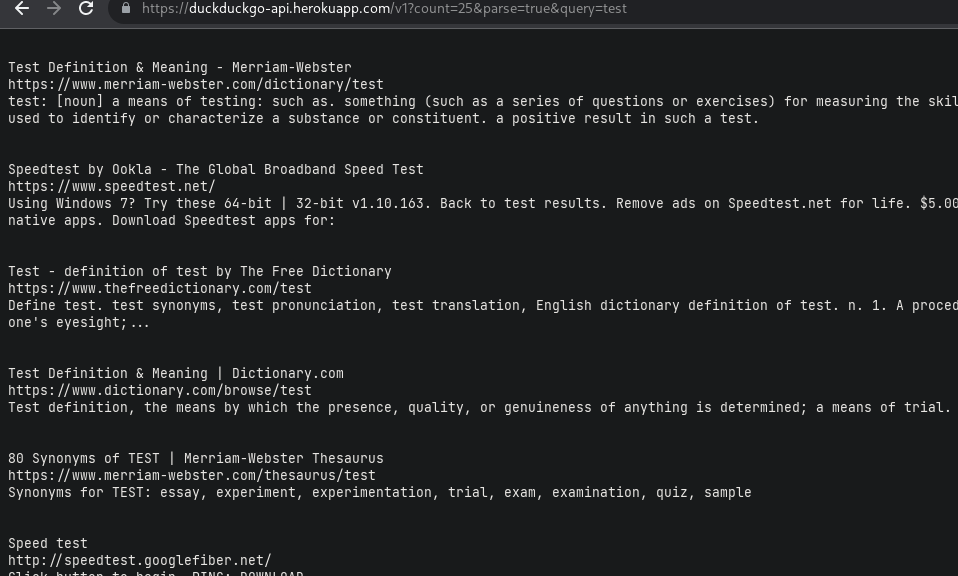 https://duckduckgo-api.herokuapp.com/v1?count=25&parse=true&query=test
Test Definition & Meaning - Merriam-Webster
https://www.merriam-webster.com/dictionary/test
test: [noun] a means of testing: such as. something (such as a series of questions or exercises) for measuring the skil
used to identify or characterize a substance or constituent. a positive result in such a test.
Speedtest by Ookla - The Global Broadband Speed Test
https://www.speedtest.net/
Using Windows 7? Try these 64-bit | 32-bit v1.10.163. Back to test results. Remove ads on Speedtest.net for life. $5.00
native apps. Download Speedtest apps for:
Test - definition of test by The Free Dictionary
https://www.thefreedictionary.com/test
Define test. test synonyms, test pronunciation, test translation, English dictionary definition of test. n. 1. A proced
one's eyesight;...
Test Definition & Meaning | Dictionary.com
https://www.dictionary.com/browse/test
Test definition, the means by which the presence, quality, or genuineness of anything is determined; a means of trial.
80 Synonyms of TEST | Merriam-Webster Thesaurus
https://www.merriam-webster.com/thesaurus/test
Synonyms for TEST: essay, experiment, experimentation, trial, exam, examination, quiz, sample
Speed test
http://speedtest.googlefiber.net/
Click button to begin. PING: DOWNLOAD